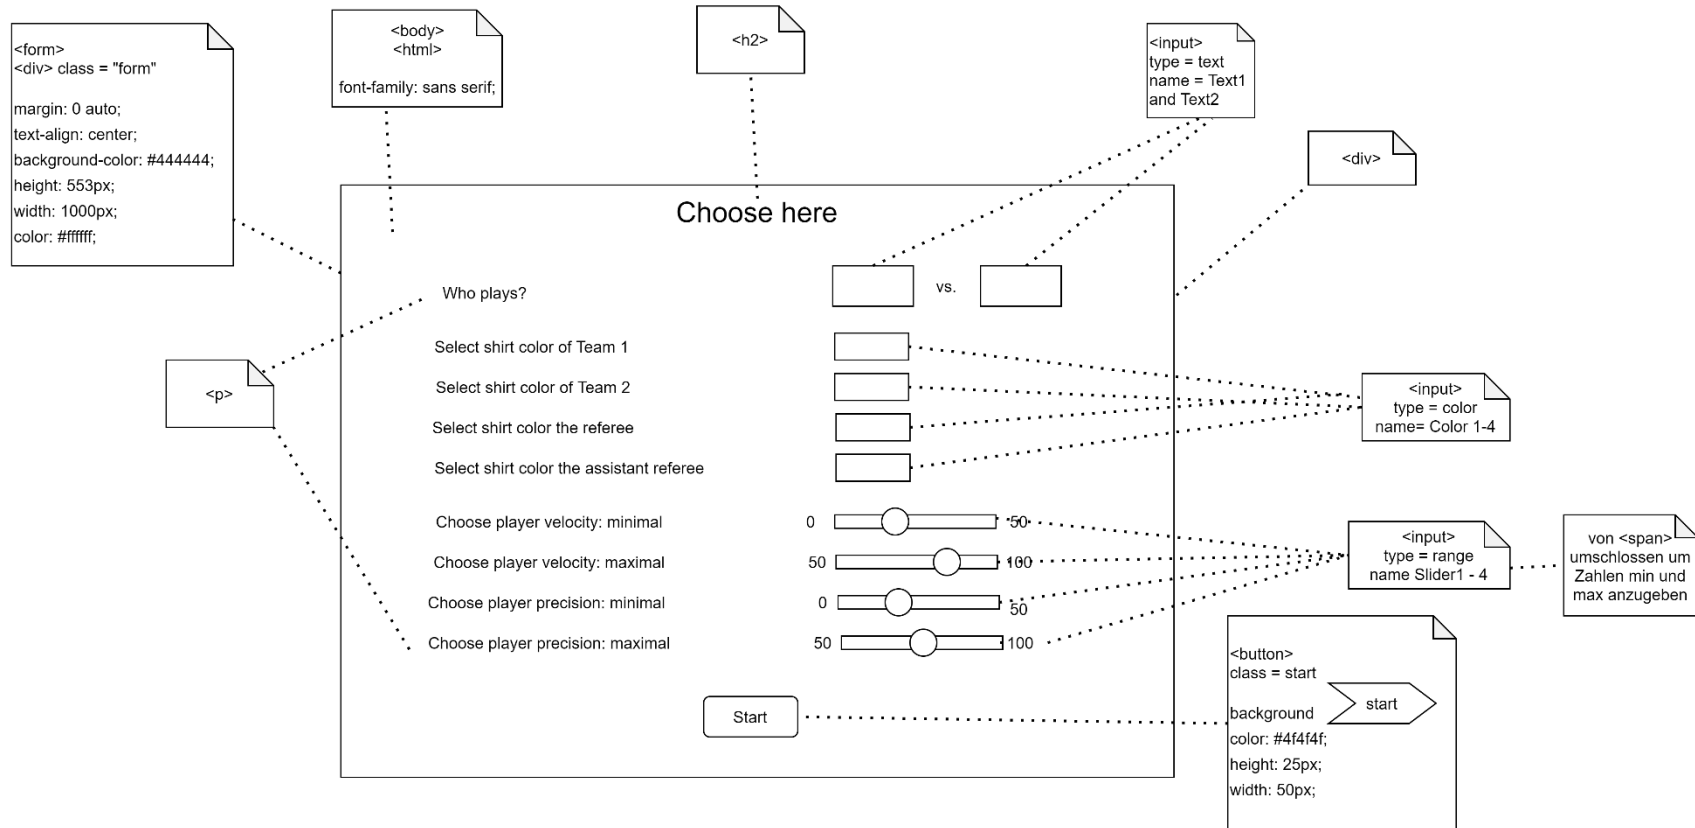 <form>
<div> class = "form"
margin: 0 auto;
text-align: center;
background-color: #444444;
height: 553px;
width: 1000px;
color: #ffffff;
<body>
<html>
font-family: sans serif;
<h2>
<input>
type = text
name = Text1
and Text2
<div>
Choose here
Who plays?
vs.
Select shirt color of Team 1
Select shirt color of Team 2
Select shirt color the referee
Select shirt color the assistant referee
<p>
<input>
type = color
name= Color 1-4
Choose player velocity: minimal
0
50
Choose player velocity: maximal
50
100
Choose player precision: minimal
0
50
Choose player precision: maximal
50
100
<input>
type = range
name Slider1 - 4
von <span>
umschlossen um
Zahlen min und
max anzugeben
Start
<button>
class = start
start
background
color: #4f4f4f;
height: 25px;
width: 50px;